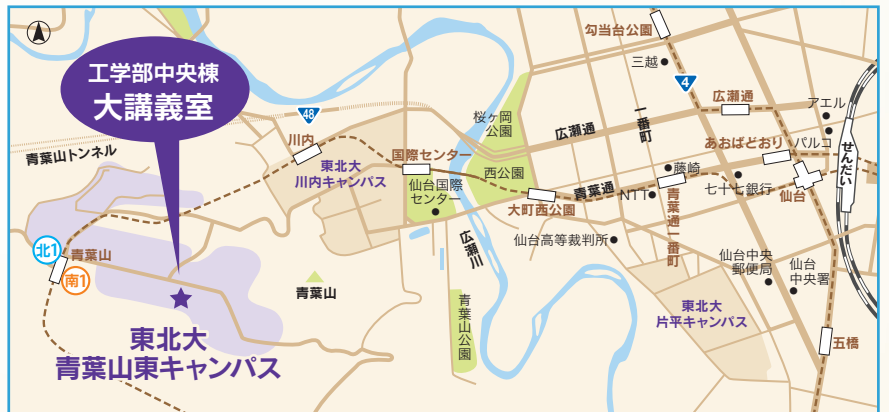 工学部中央棟
大講義室
48
青葉山トンネル
川内
東北大
川内キャンパス
国際センター
仙台国際
センター
桜ヶ岡
公園
西公園
大町西公園
広瀬通
青葉通
一番町
勾当台公園
三越
4
広瀬通
アエル
あおばどおり
パルコ
せんだい
藤崎
NTT
青葉通一番町
七十七銀行
仙台
仙台高等裁判所
広瀬川
仙台中央
郵便局
仙台
中央署
東北大
片平キャンパス
五橋
北1
青葉山
南1
青葉山
青葉山公園
東北大
青葉山東キャンパス